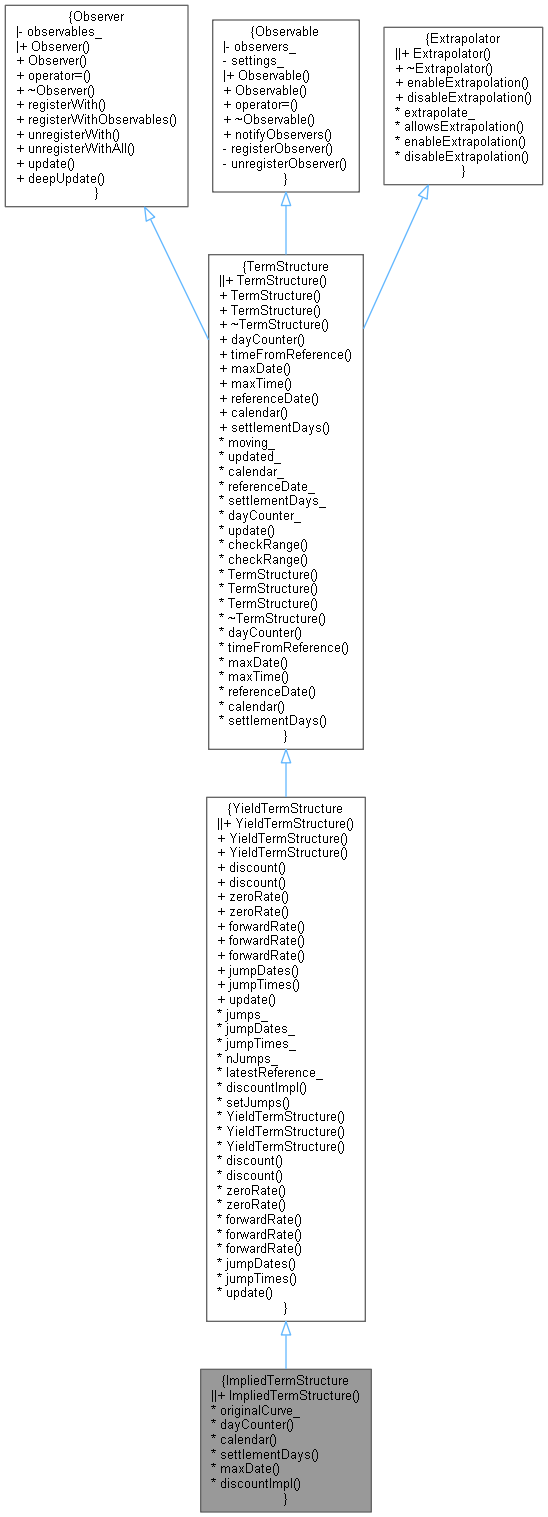 {Observer
|- observables_
|+ Observer()
+ Observer()
+ operator=()
+ ~Observer()
+ registerWith()
+ registerWithObservables()
+ unregisterWith()
+ unregisterWithAll()
+ update()
+ deepUpdate()
}
{Observable
|- observers_
- settings_
|+ Observable()
+ Observable()
+ operator=()
+ ~Observable()
+ notifyObservers()
- registerObserver()
- unregisterObserver()
}
{Extrapolator
||+ Extrapolator()
+ ~Extrapolator()
+ enableExtrapolation()
+ disableExtrapolation()
* extrapolate_
* allowsExtrapolation()
* enableExtrapolation()
* disableExtrapolation()
}
{TermStructure
||+ TermStructure()
+ TermStructure()
+ TermStructure()
+ ~TermStructure()
+ dayCounter()
+ timeFromReference()
+ maxDate()
+ maxTime()
+ referenceDate()
+ calendar()
+ settlementDays()
* moving_
* updated_
* calendar_
* referenceDate_
* settlementDays_
* dayCounter_
* update()
* checkRange()
* checkRange()
* TermStructure()
* TermStructure()
* TermStructure()
* ~TermStructure()
* dayCounter()
* timeFromReference()
* maxDate()
* maxTime()
* referenceDate()
* calendar()
* settlementDays()
}
{YieldTermStructure
||+ YieldTermStructure()
+ YieldTermStructure()
+ YieldTermStructure()
+ discount()
+ discount()
+ zeroRate()
+ zeroRate()
+ forwardRate()
+ forwardRate()
+ forwardRate()
+ jumpDates()
+ jumpTimes()
+ update()
* jumps_
* jumpDates_
* jumpTimes_
* nJumps_
* latestReference_
* discountImpl()
* setJumps()
* YieldTermStructure()
* YieldTermStructure()
* YieldTermStructure()
* discount()
* discount()
* zeroRate()
* zeroRate()
* forwardRate()
* forwardRate()
* forwardRate()
* jumpDates()
* jumpTimes()
* update()
}
{ImpliedTermStructure
||+ ImpliedTermStructure()
* originalCurve_
* dayCounter()
* calendar()
* settlementDays()
* maxDate()
* discountImpl()
}